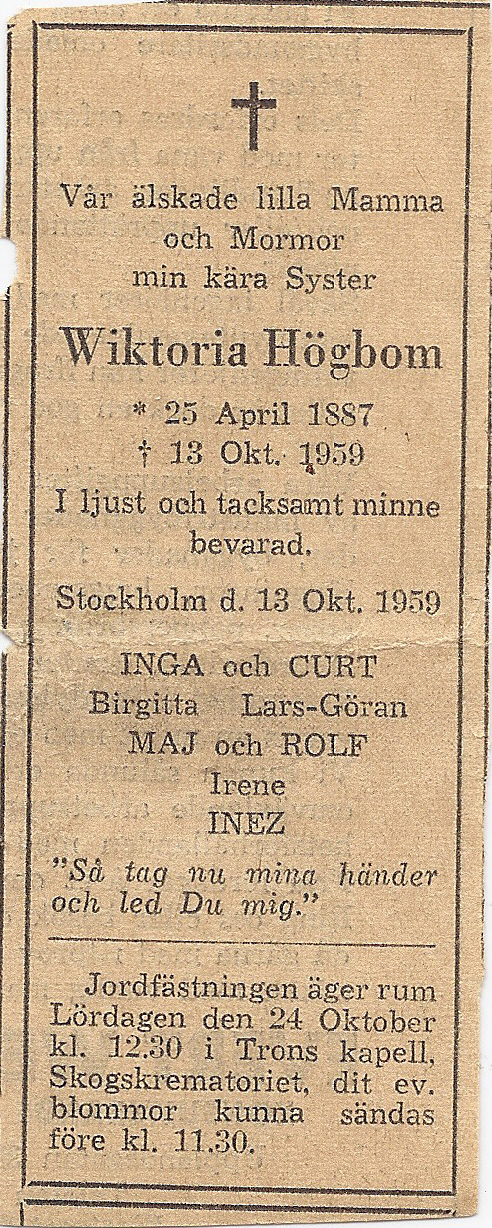 Vår älskade lilla Mamma
och Mormor
min kära Syster
Wiktoria Högbom
* 25 April 1887
† 13 Okt. 1959
I ljust och tacksamt minne
bevarad.
Stockholm d. 13 Okt. 1959
INGA och CURT
Birgitta Lars-Göran
MAJ och ROLF
Irene
INEZ
"Så tag nu mina händer
och led Du mig."
Jordfästningen äger rum
Lördagen den 24 Oktober
kl. 12.30 i Trons kapell,
Skogskrematoriet, dit ev.
blommor kunna sändas
före kl. 11.30.